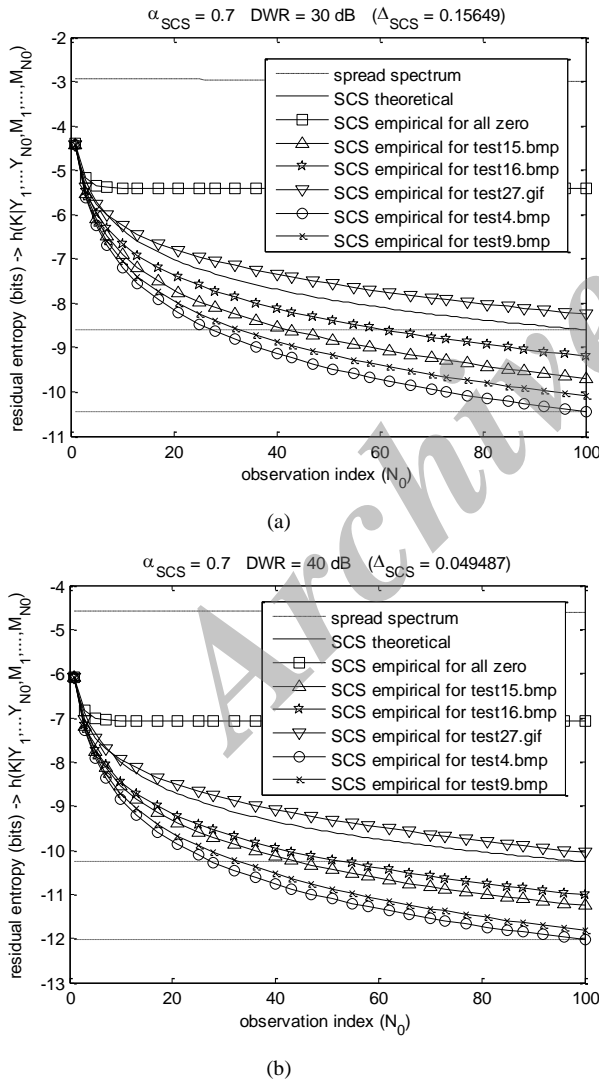 α_SCS = 0.7 DWR = 30 dB (Δ_SCS = 0.15649)
residual entropy (bits) -> h(K|Y_1,...,Y_N0,M_1,...,M_N0)
-2
-3
-4
-5
-6
-7
-8
-9
-10
-11
spread spectrum
SCS theoretical
SCS empirical for all zero
SCS empirical for test15.bmp
SCS empirical for test16.bmp
SCS empirical for test27.gif
SCS empirical for test4.bmp
SCS empirical for test9.bmp
0 20 40 60 80 100
observation index (N_0)
(a)
α_SCS = 0.7 DWR = 40 dB (Δ_SCS = 0.049487)
residual entropy (bits) -> h(K|Y_1,...,Y_N0,M_1,...,M_N0)
-4
-5
-6
-7
-8
-9
-10
-11
-12
-13
spread spectrum
SCS theoretical
SCS empirical for all zero
SCS empirical for test15.bmp
SCS empirical for test16.bmp
SCS empirical for test27.gif
SCS empirical for test4.bmp
SCS empirical for test9.bmp
0 20 40 60 80 100
observation index (N_0)
(b)
Archive